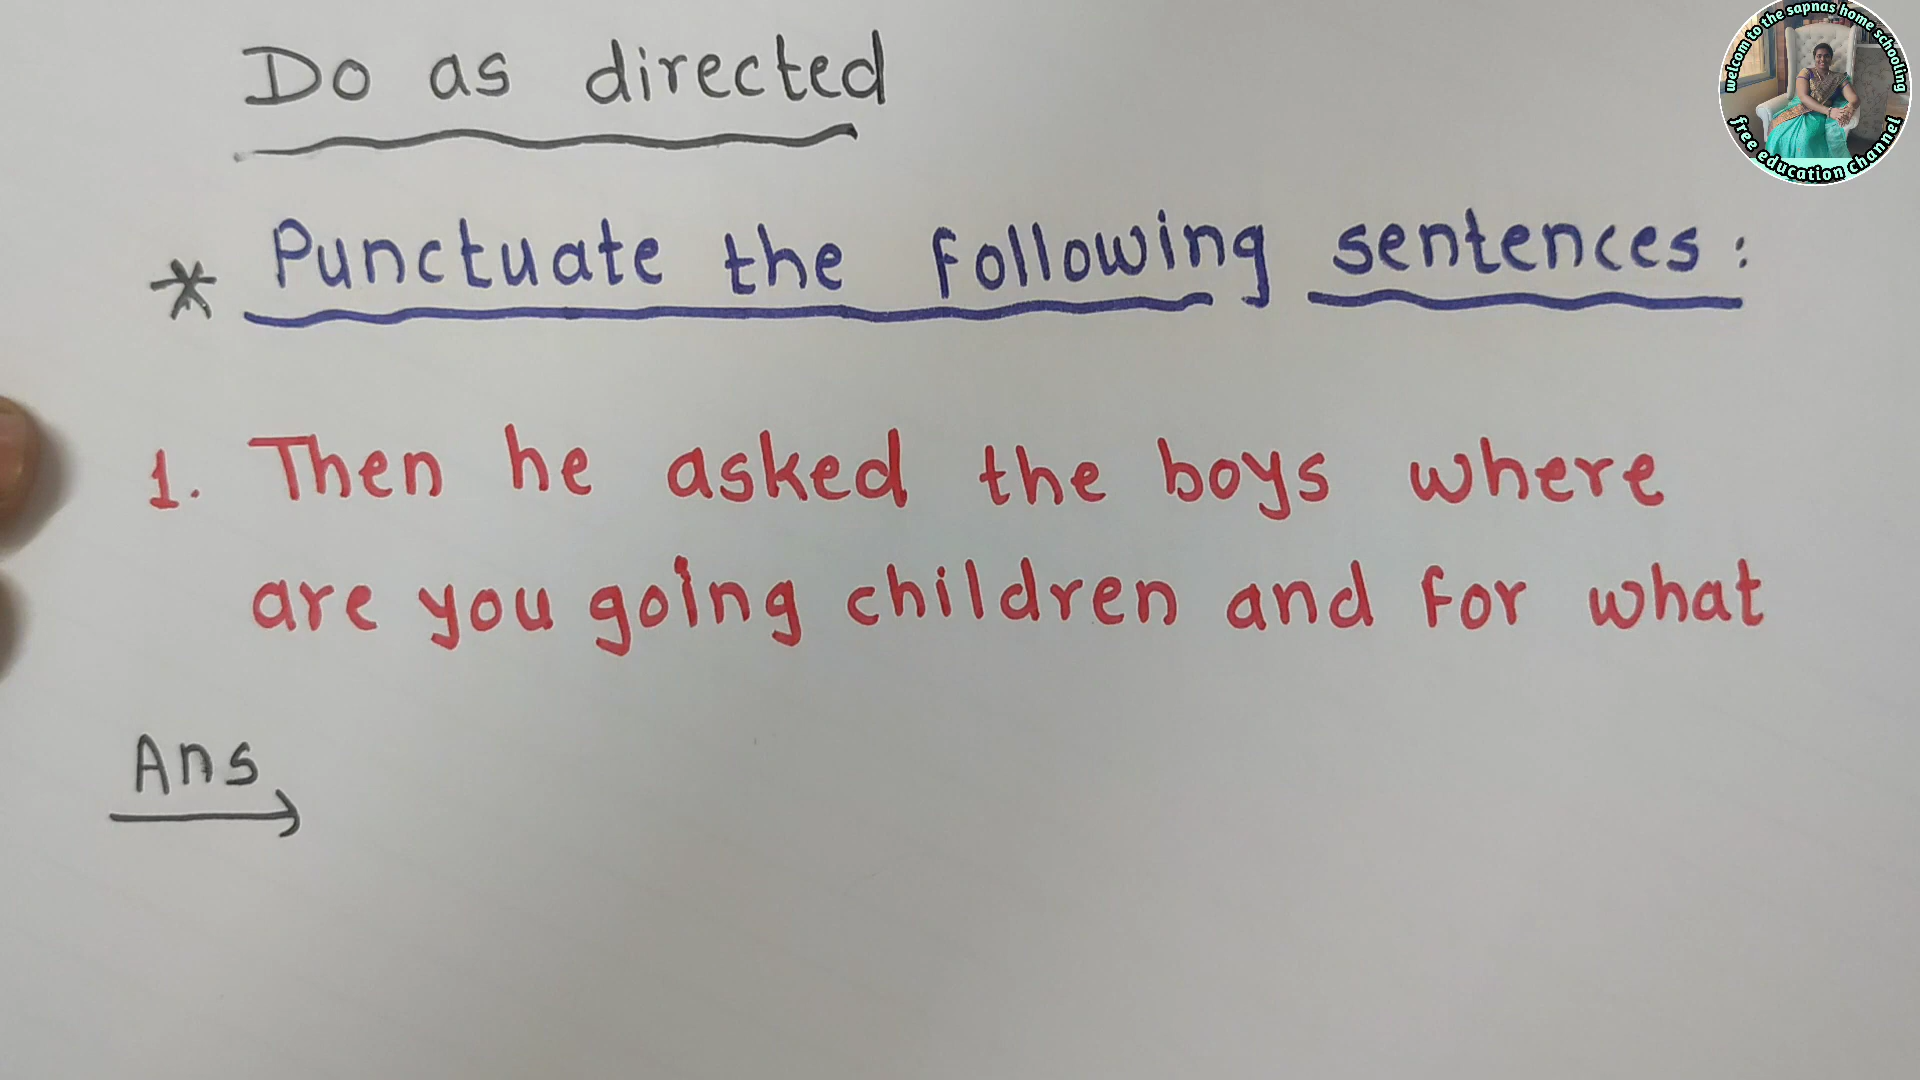 Do as directed
* Punctuate the following sentences:
1. Then he asked the boys where
are you going children and for what
Ans
welcom to the sapnas home schooling
free education channel